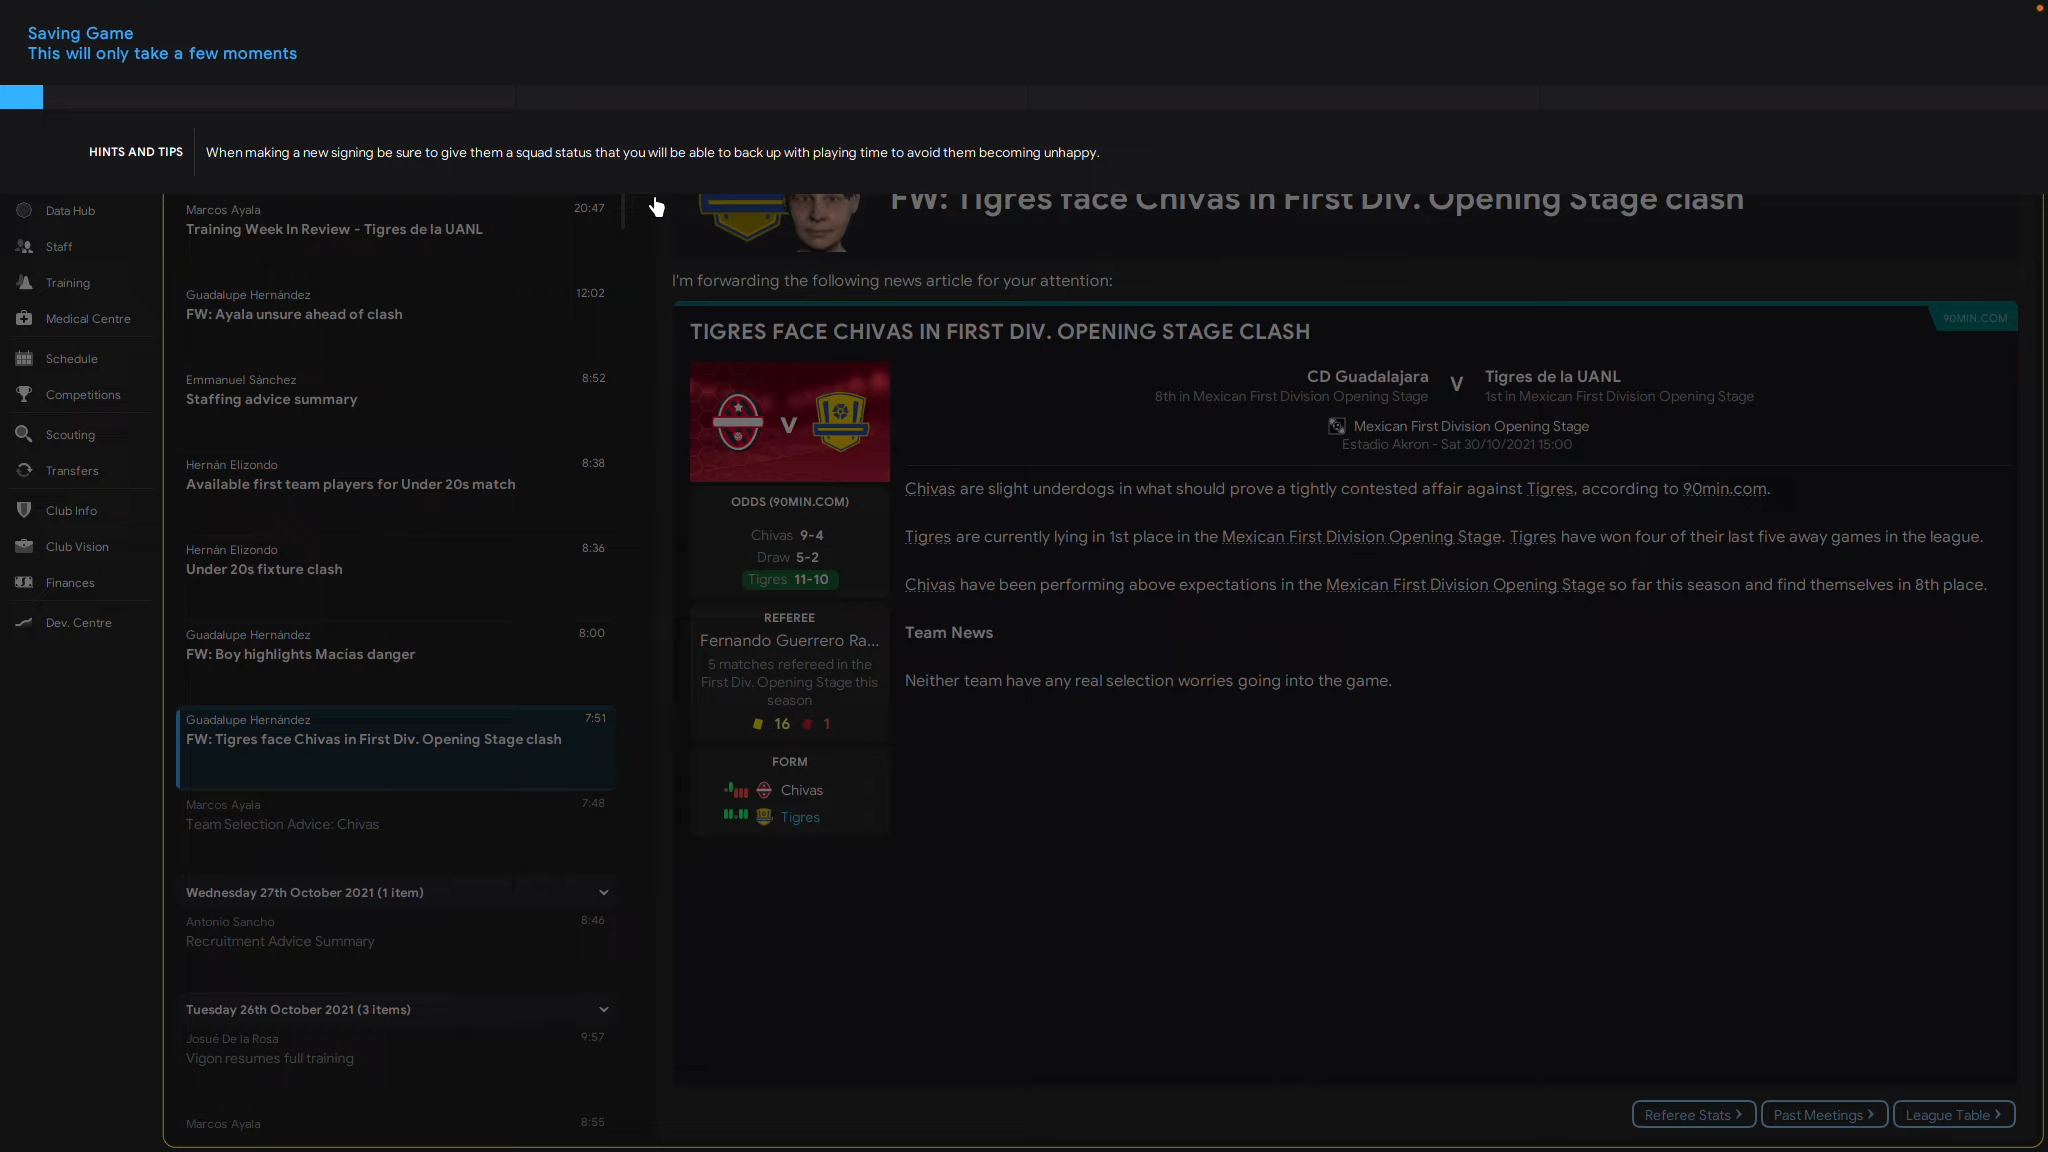 Saving Game
This will only take a few moments
HINTS AND TIPS
When making a new signing be sure to give them a squad status that you will be able to back up with playing time to avoid them becoming unhappy.
Data Hub
Staff
Training
Medical Centre
Schedule
Competitions
Scouting
Transfers
Club Info
Club Vision
Finances
Dev. Centre
Marcos Ayala 20:47
Training Week In Review - Tigres de la UANL
Guadalupe Hernández 12:02
FW: Ayala unsure ahead of clash
Emmanuel Sánchez 8:52
Staffing advice summary
Hernán Elizondo 8:38
Available first team players for Under 20s match
Hernán Elizondo 8:36
Under 20s fixture clash
Guadalupe Hernández 8:00
FW: Boy highlights Macías danger
Guadalupe Hernández 7:51
FW: Tigres face Chivas in First Div. Opening Stage clash
Marcos Ayala 7:48
Team Selection Advice: Chivas
Wednesday 27th October 2021 (1 item)
Antonio Sancho 8:46
Recruitment Advice Summary
Tuesday 26th October 2021 (3 items)
Josué De la Rosa 9:57
Vigon resumes full training
Marcos Ayala 8:55
FW: Tigres face Chivas in First Div. Opening Stage clash
I'm forwarding the following news article for your attention:
90MIN.COM
TIGRES FACE CHIVAS IN FIRST DIV. OPENING STAGE CLASH
V
CD Guadalajara V Tigres de la UANL
8th in Mexican First Division Opening Stage 1st in Mexican First Division Opening Stage
Mexican First Division Opening Stage
Estadio Akron - Sat 30/10/2021 15:00
ODDS (90MIN.COM)
Chivas 9-4
Draw 5-2
Tigres 11-10
REFEREE
Fernando Guerrero Ra...
5 matches refereed in the
First Div. Opening Stage this
season
16 1
FORM
Chivas
Tigres
Chivas are slight underdogs in what should prove a tightly contested affair against Tigres, according to 90min.com.
Tigres are currently lying in 1st place in the Mexican First Division Opening Stage. Tigres have won four of their last five away games in the league.
Chivas have been performing above expectations in the Mexican First Division Opening Stage so far this season and find themselves in 8th place.
Team News
Neither team have any real selection worries going into the game.
Referee Stats
Past Meetings
League Table